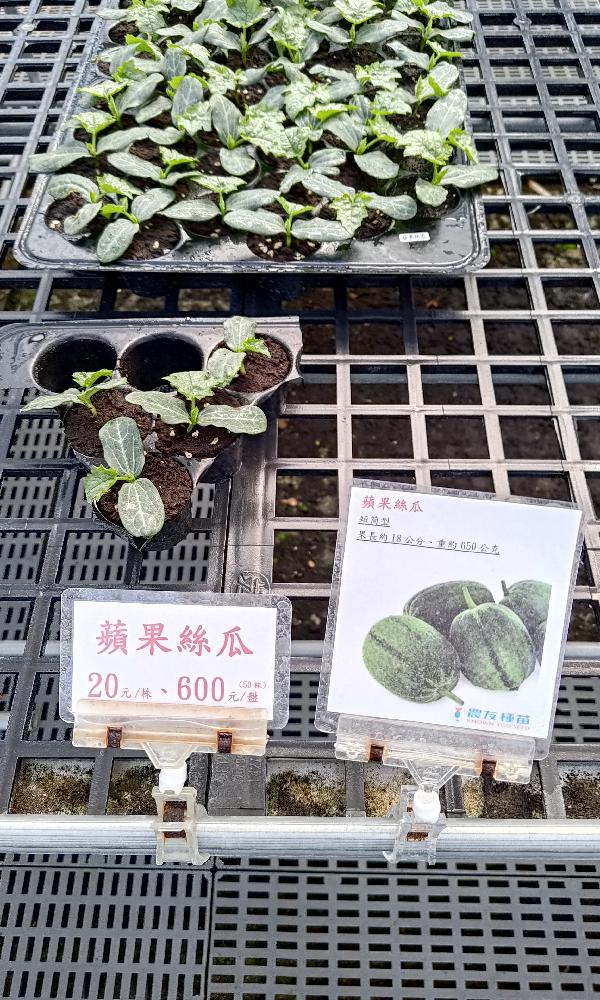 蘋果絲瓜
短筒型
果長約18公分、重約650公克
農友種苗
KNOWN-YOU SEED
蘋果絲瓜
20元/株、600元/盤(50株)